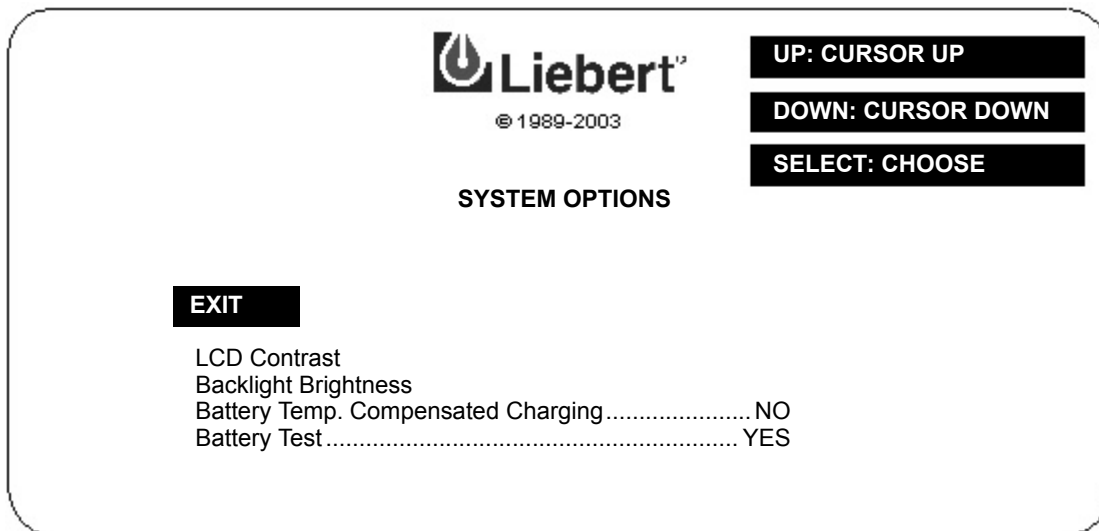 Liebert
© 1989-2003
UP: CURSOR UP
DOWN: CURSOR DOWN
SELECT: CHOOSE
SYSTEM OPTIONS
EXIT
LCD Contrast
Backlight Brightness
Battery Temp. Compensated Charging......................NO
Battery Test................................................................YES